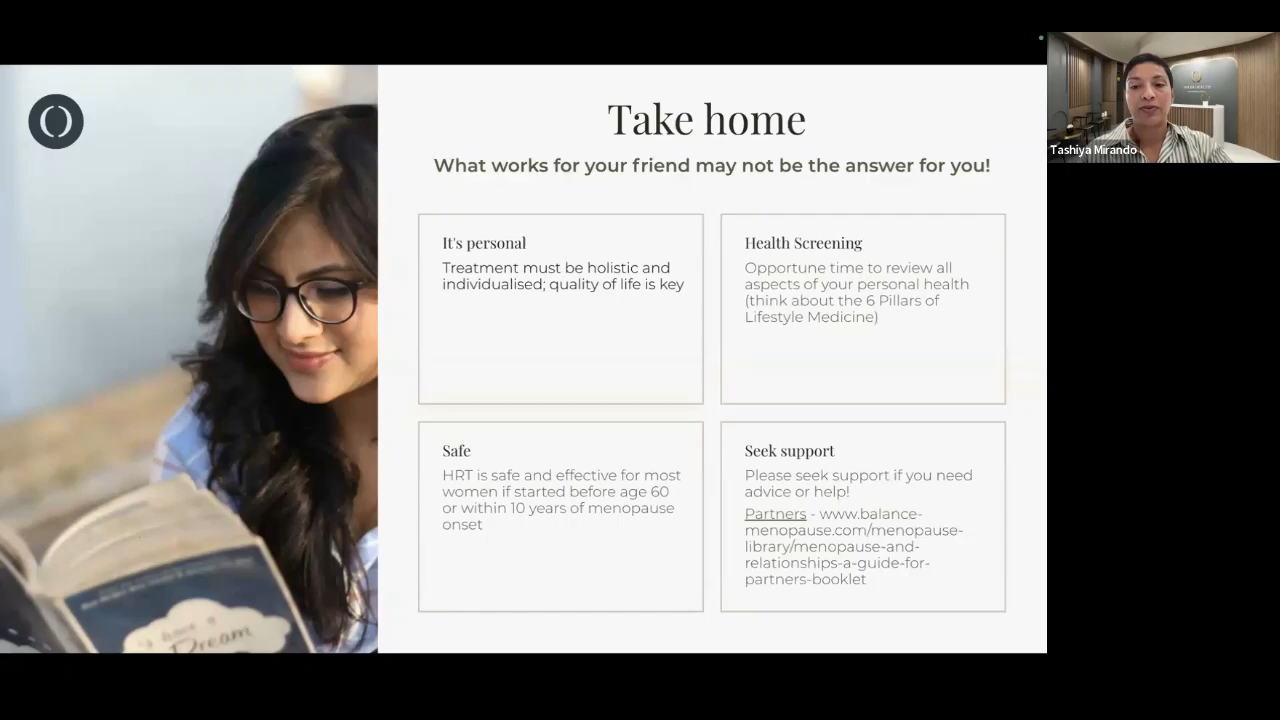 Take home
What works for your friend may not be the answer for you!
It's personal
Treatment must be holistic and
individualised; quality of life is key
Health Screening
Opportune time to review all
aspects of your personal health
(think about the 6 Pillars of
Lifestyle Medicine)
Safe
HRT is safe and effective for most
women if started before age 60
or within 10 years of menopause
onset
Seek support
Please seek support if you need
advice or help!
Partners - www.balance-
menopause.com/menopause-
library/menopause-and-
relationships-a-guide-for-
partners-booklet
Dream
Tashiya Mirando